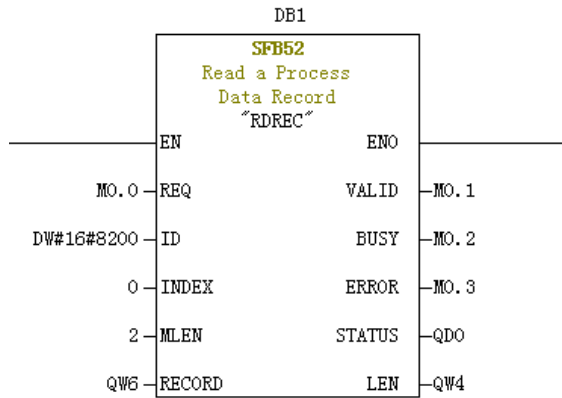 DB1
SFB52
Read a Process
Data Record
"RDREC"
EN ENO
M0.0 REQ VALID M0.1
DW#16#8200 ID BUSY M0.2
0 INDEX ERROR M0.3
2 MLEN STATUS QD0
QW6 RECORD LEN QW4